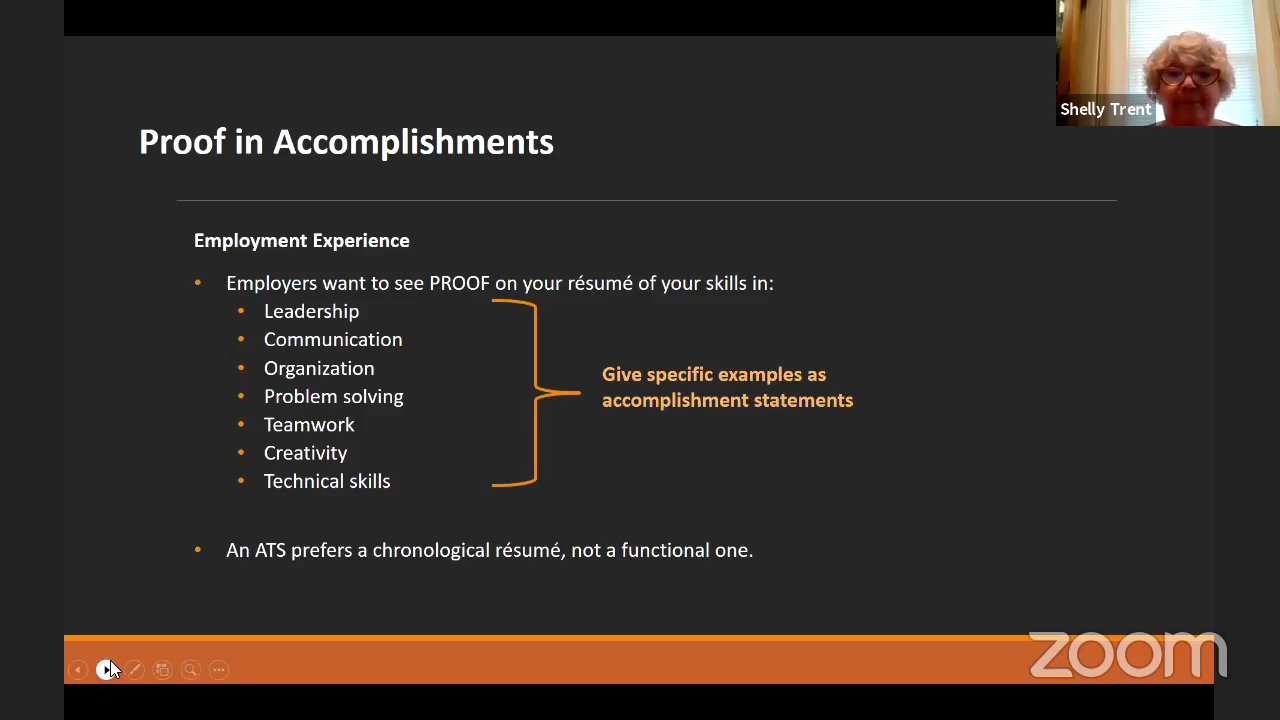 Shelly Trent
Proof in Accomplishments
Employment Experience
• Employers want to see PROOF on your résumé of your skills in:
• Leadership
• Communication
• Organization
• Problem solving
• Teamwork
• Creativity
• Technical skills
Give specific examples as
accomplishment statements
• An ATS prefers a chronological résumé, not a functional one.
zoom